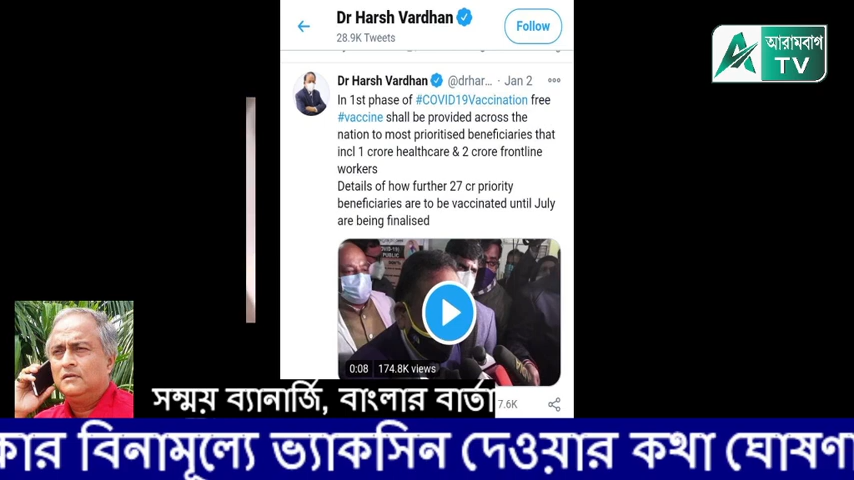 Dr Harsh Vardhan
28.9K Tweets
Follow
আরামবাগ
TV
Dr Harsh Vardhan @drhar... · Jan 2
In 1st phase of #COVID19Vaccination free
#vaccine shall be provided across the
nation to most prioritised beneficiaries that
incl 1 crore healthcare & 2 crore frontline
workers
Details of how further 27 cr priority
beneficiaries are to be vaccinated until July
are being finalised
PUBLIC
0:08 174.8K views
7.6K
সম্ময় ব্যানার্জি, বাংলার বার্তা
কার বিনামূল্যে ভ্যাকসিন দেওয়ার কথা ঘোষণা